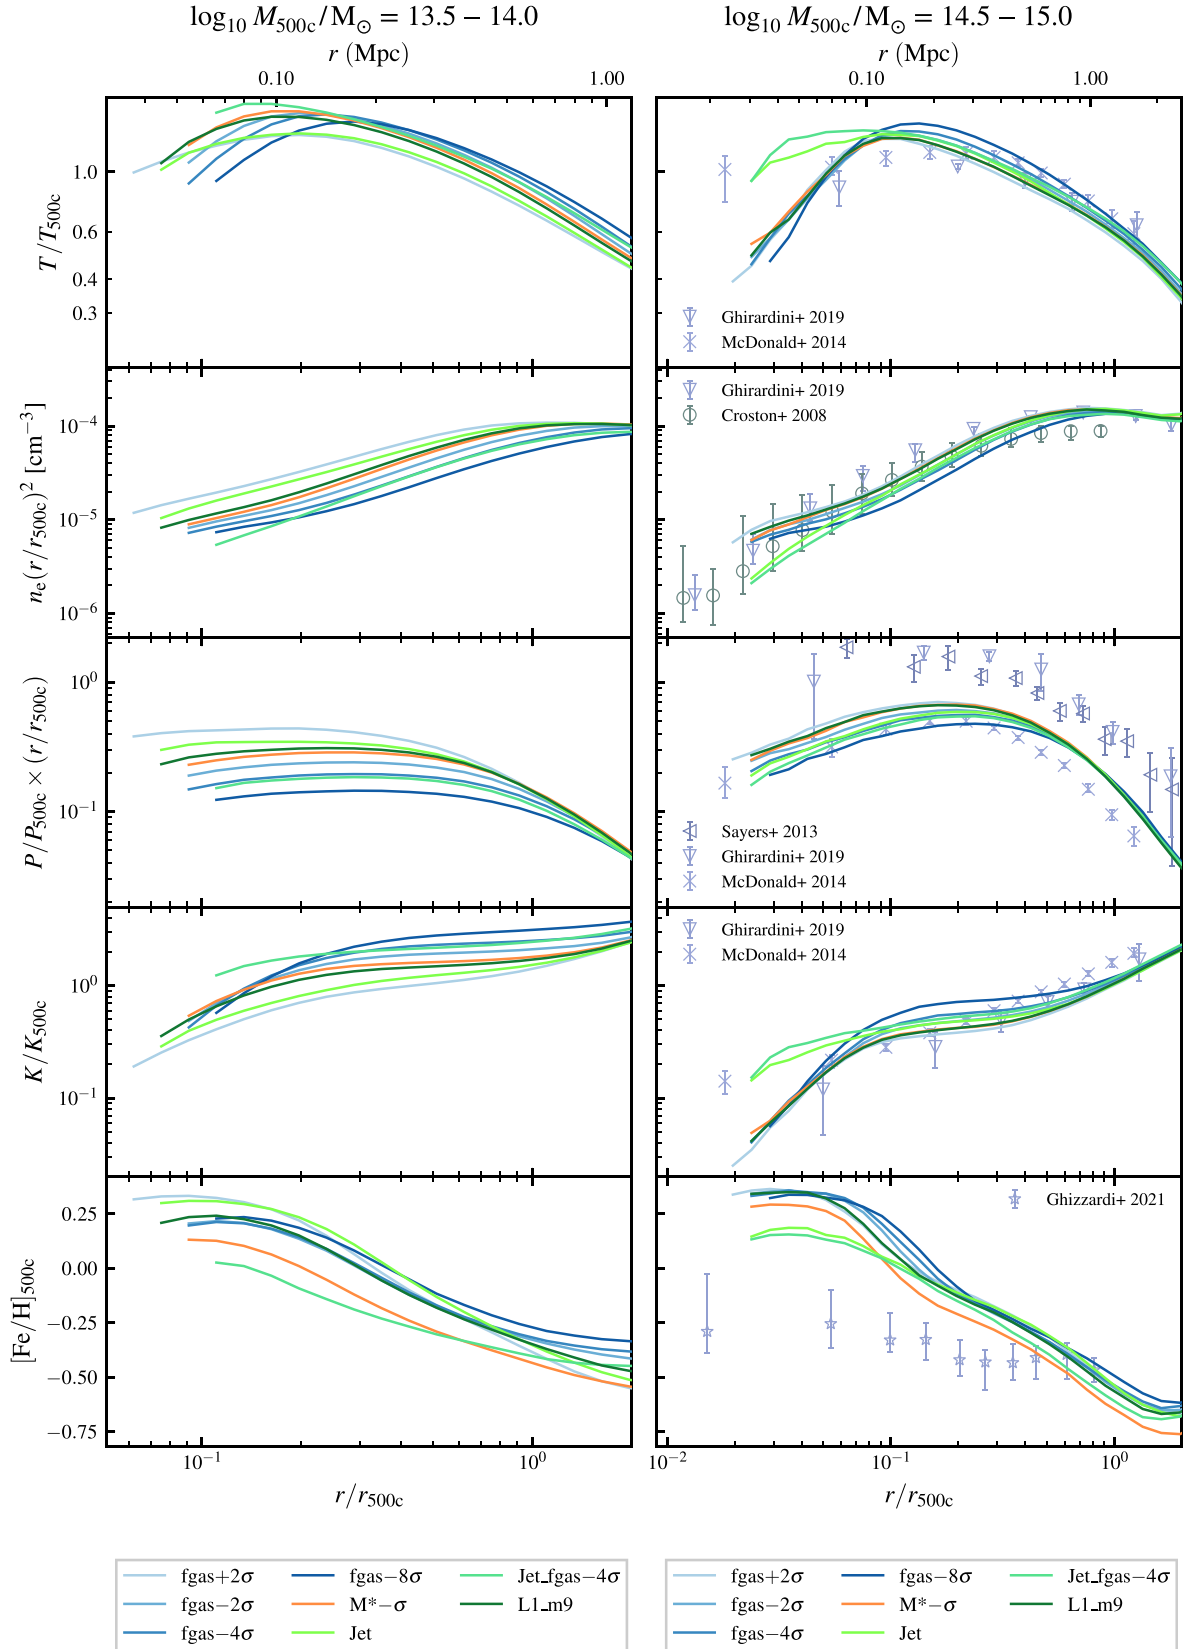 log₁₀ M₅₀₀c/M⊙ = 13.5 − 14.0
log₁₀ M₅₀₀c/M⊙ = 14.5 − 15.0
r (Mpc)
r (Mpc)
0.10 1.00
0.10 1.00
T/T₅₀₀c
1.0
0.6
0.4
0.3
Ghirardini+ 2019
McDonald+ 2014
nₑ(r/r₅₀₀c)² [cm⁻³]
10⁻⁴
10⁻⁵
10⁻⁶
Ghirardini+ 2019
Croston+ 2008
P/P₅₀₀c × (r/r₅₀₀c)
10⁰
10⁻¹
Sayers+ 2013
Ghirardini+ 2019
McDonald+ 2014
K/K₅₀₀c
10⁰
10⁻¹
Ghirardini+ 2019
McDonald+ 2014
[Fe/H]₅₀₀c
0.25
0.00
−0.25
−0.50
−0.75
Ghizzardi+ 2021
10⁻¹ 10⁰
10⁻² 10⁻¹ 10⁰
r/r₅₀₀c
r/r₅₀₀c
fgas+2σ fgas−8σ Jet_fgas−4σ
fgas−2σ M*−σ L1_m9
fgas−4σ Jet
fgas+2σ fgas−8σ Jet_fgas−4σ
fgas−2σ M*−σ L1_m9
fgas−4σ Jet